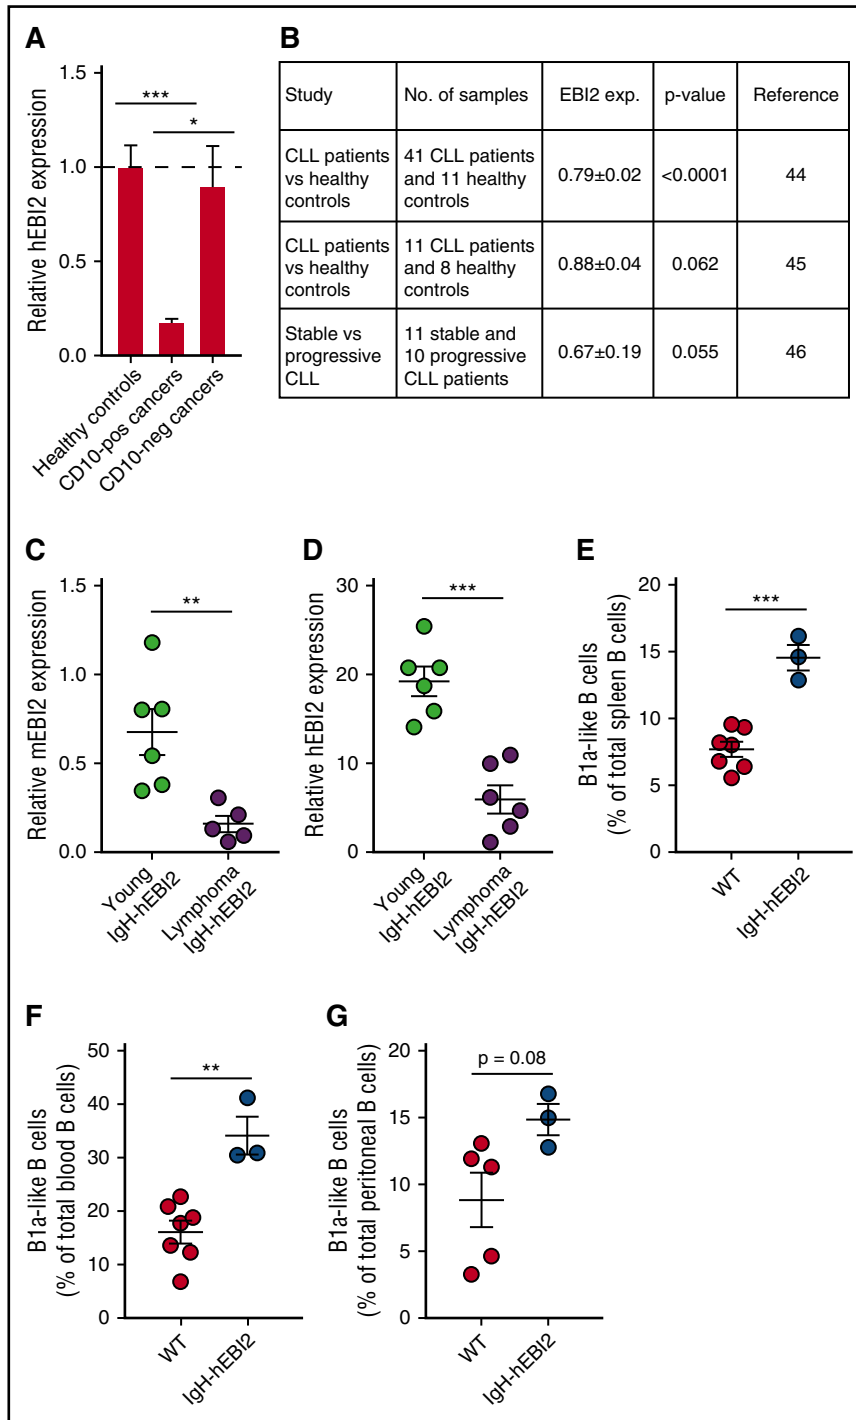 A
1.5
1.0
0.5
0.0
Relative hEBI2 expression
***
*
Healthy controls
CD10-pos cancers
CD10-neg cancers
B
Study
No. of samples
EBI2 exp.
p-value
Reference
CLL patients
vs healthy
controls
41 CLL patients
and 11 healthy
controls
0.79±0.02
<0.0001
44
CLL patients
vs healthy
controls
11 CLL patients
and 8 healthy
controls
0.88±0.04
0.062
45
Stable vs
progressive
CLL
11 stable and
10 progressive
CLL patients
0.67±0.19
0.055
46
C
1.5
1.0
0.5
0.0
Relative mEBI2 expression
**
Young
IgH-hEBI2
Lymphoma
IgH-hEBI2
D
30
20
10
0
Relative hEBI2 expression
***
Young
IgH-hEBI2
Lymphoma
IgH-hEBI2
E
20
15
10
5
0
B1a-like B cells
(% of total spleen B cells)
***
WT
IgH-hEBI2
F
50
40
30
20
10
0
B1a-like B cells
(% of total blood B cells)
**
WT
IgH-hEBI2
G
20
15
10
5
0
B1a-like B cells
(% of total peritoneal B cells)
p = 0.08
WT
IgH-hEBI2